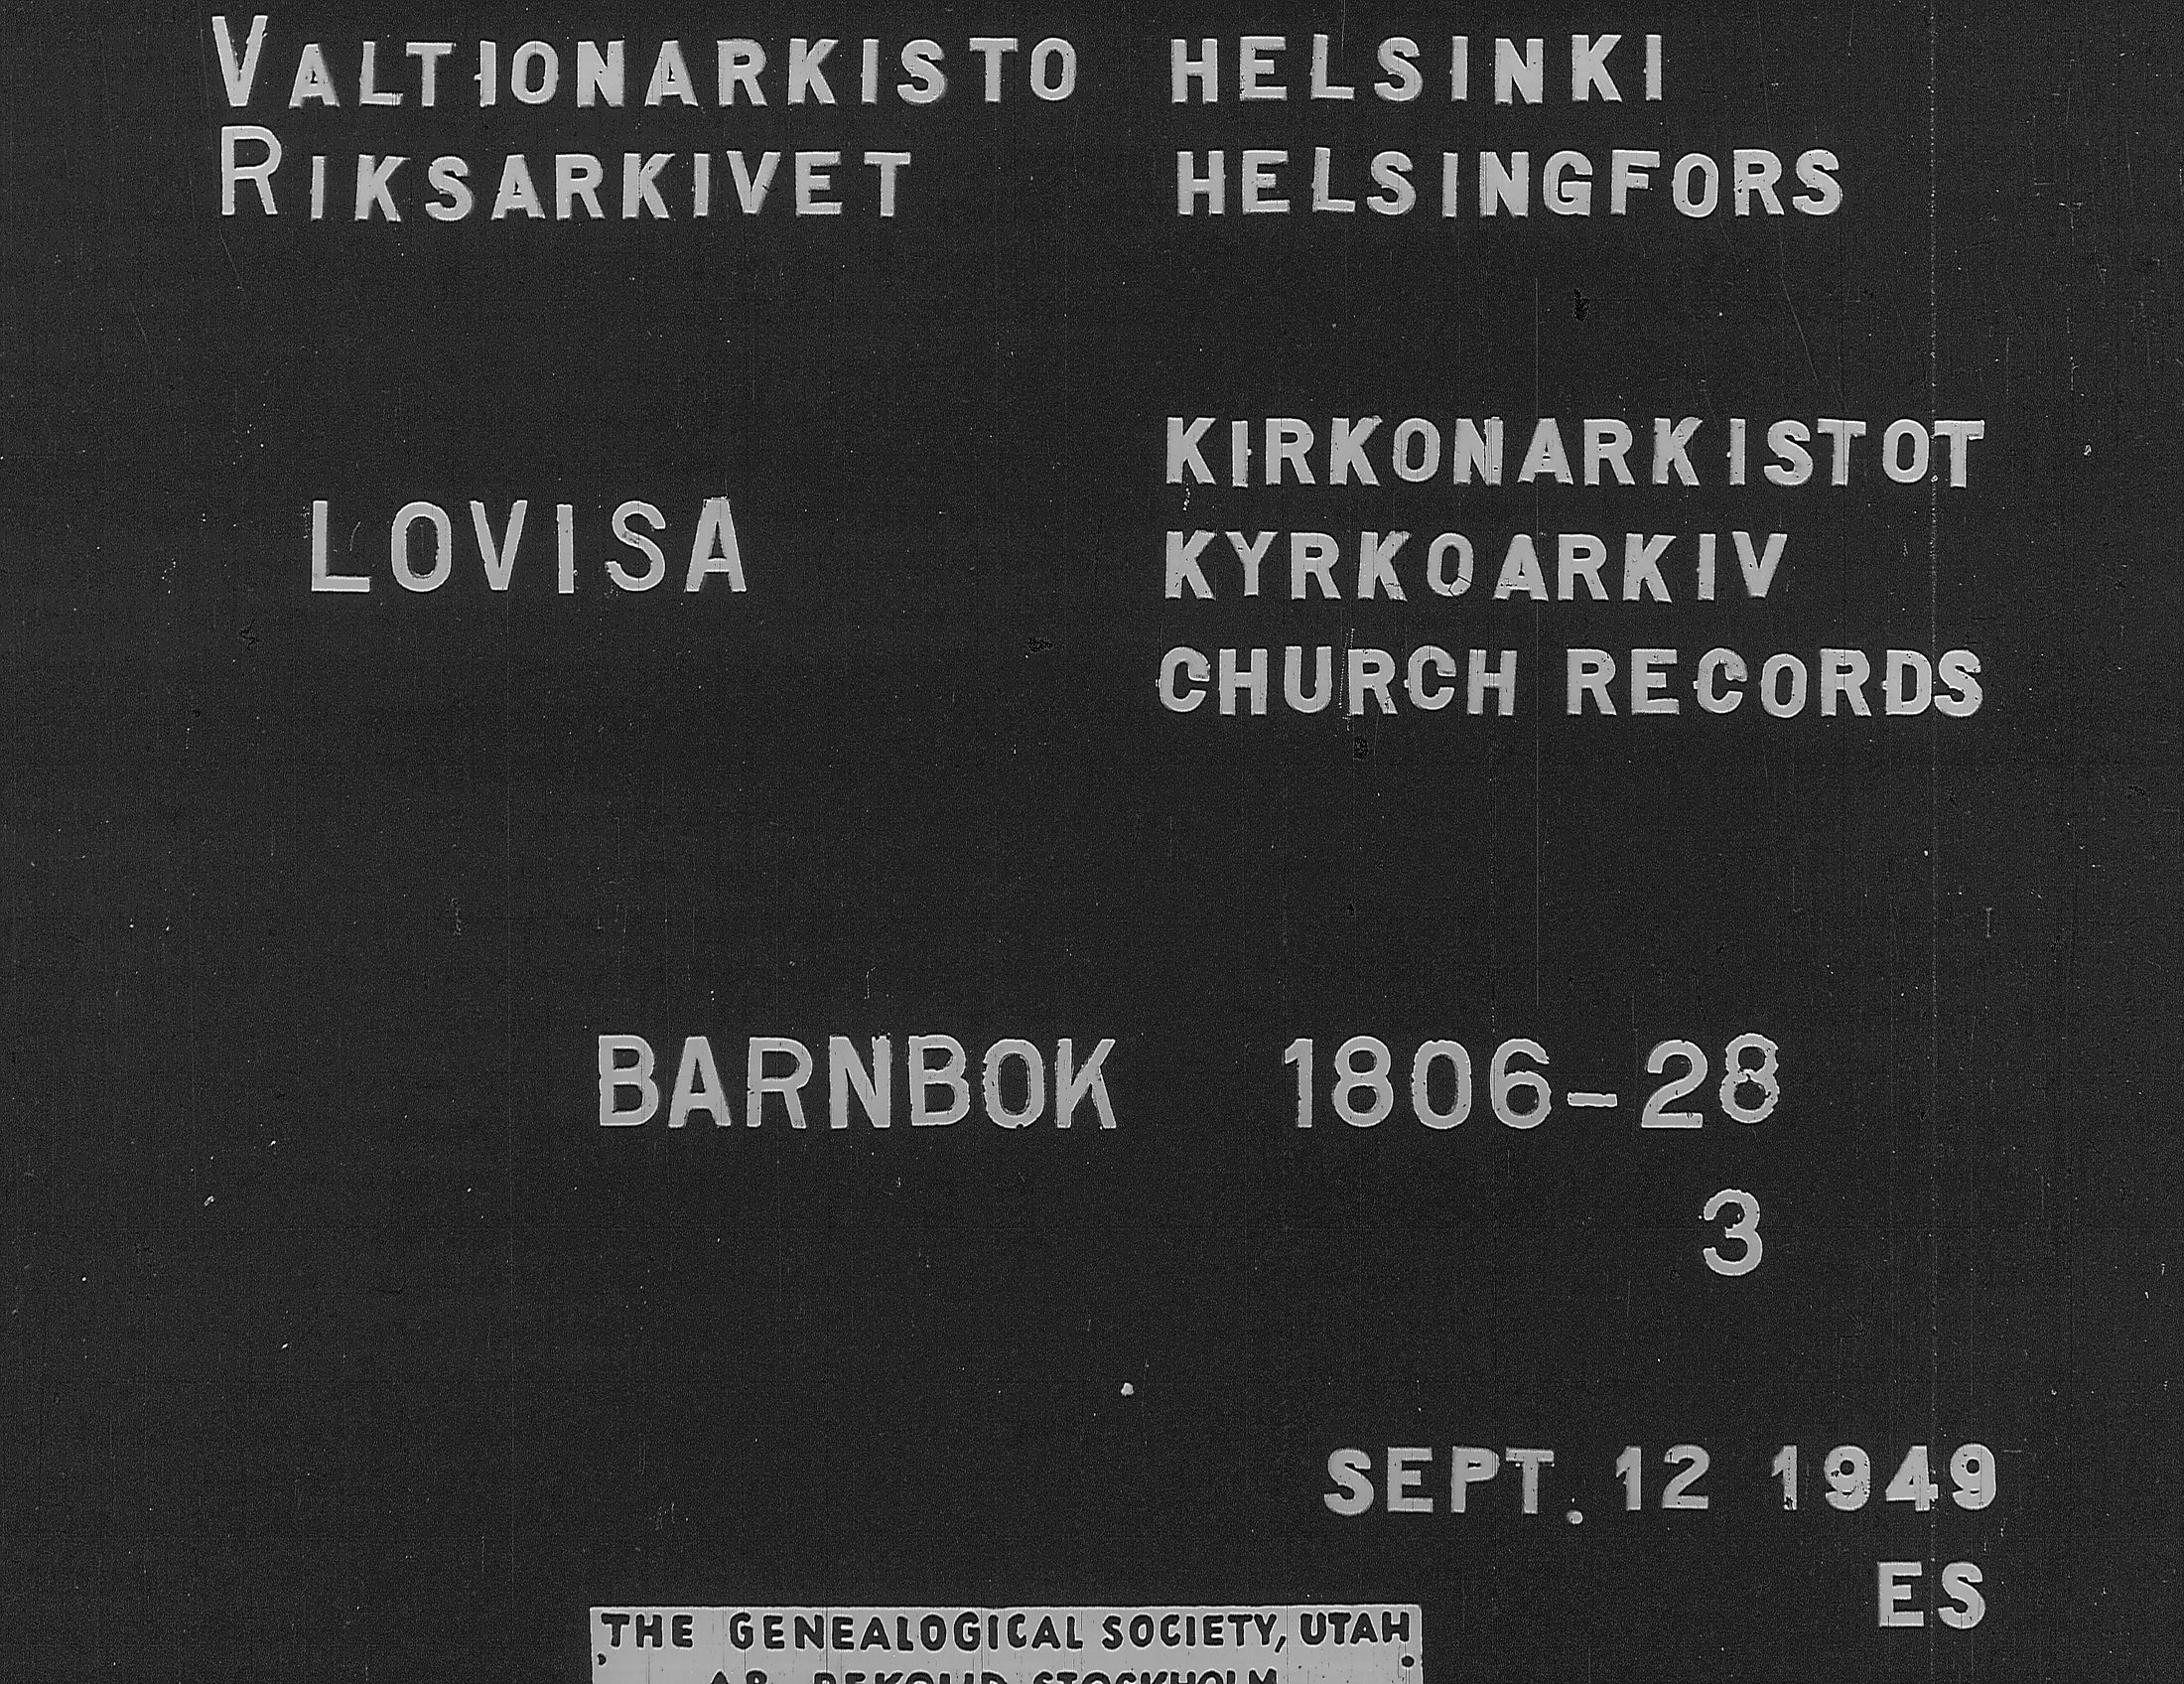 VALTIONARKISTO HELSINKI
RIKSARKIVET HELSINGFORS
KIRKONARKISTOT
LOVISA
KYRKOARKIV
CHURCH RECORDS
BARNBOK 1806-28
3
SEPT. 12 1949
ES
THE GENEALOGICAL SOCIETY, UTAH
STOCKHOLM